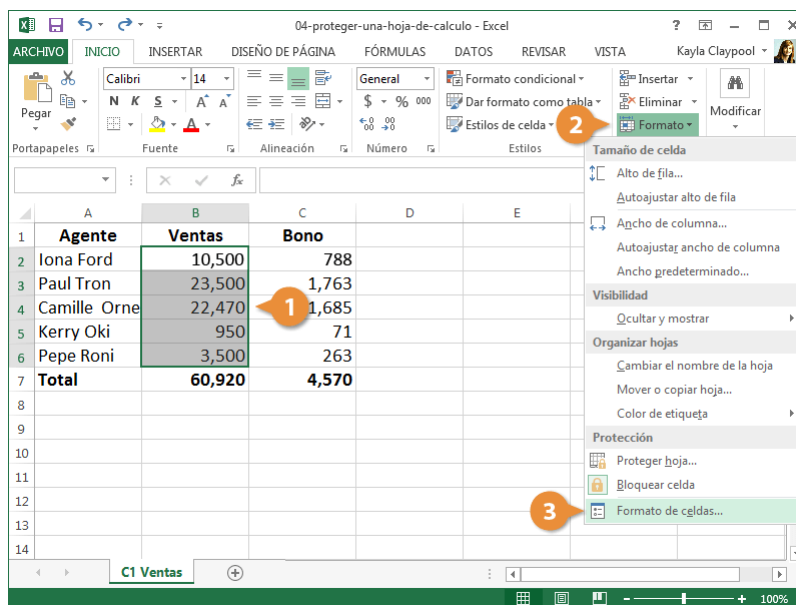 04-proteger-una-hoja-de-calculo - Excel
ARCHIVO INICIO INSERTAR DISEÑO DE PÁGINA FÓRMULAS DATOS REVISAR VISTA Kayla Claypool
Calibri 14 General Formato condicional Insertar
N K S A A $ % 000 Dar formato como tabla Eliminar
Pegar Estilos de celda 2 Formato Modificar
Portapapeles Fuente Alineación Número Estilos
Tamaño de celda
Alto de fila...
Autoajustar alto de fila
Ancho de columna...
Autoajustar ancho de columna
Ancho predeterminado...
Visibilidad
Ocultar y mostrar
Organizar hojas
Cambiar el nombre de la hoja
Mover o copiar hoja...
Color de etiqueta
Protección
Proteger hoja...
Bloquear celda
3 Formato de celdas...
fx
A B C D E
1 Agente Ventas Bono
2 Iona Ford 10,500 788
3 Paul Tron 23,500 1,763
4 Camille Orne 22,470 1 1,685
5 Kerry Oki 950 71
6 Pepe Roni 3,500 263
7 Total 60,920 4,570
8
9
10
11
12
13
14
C1 Ventas
100%